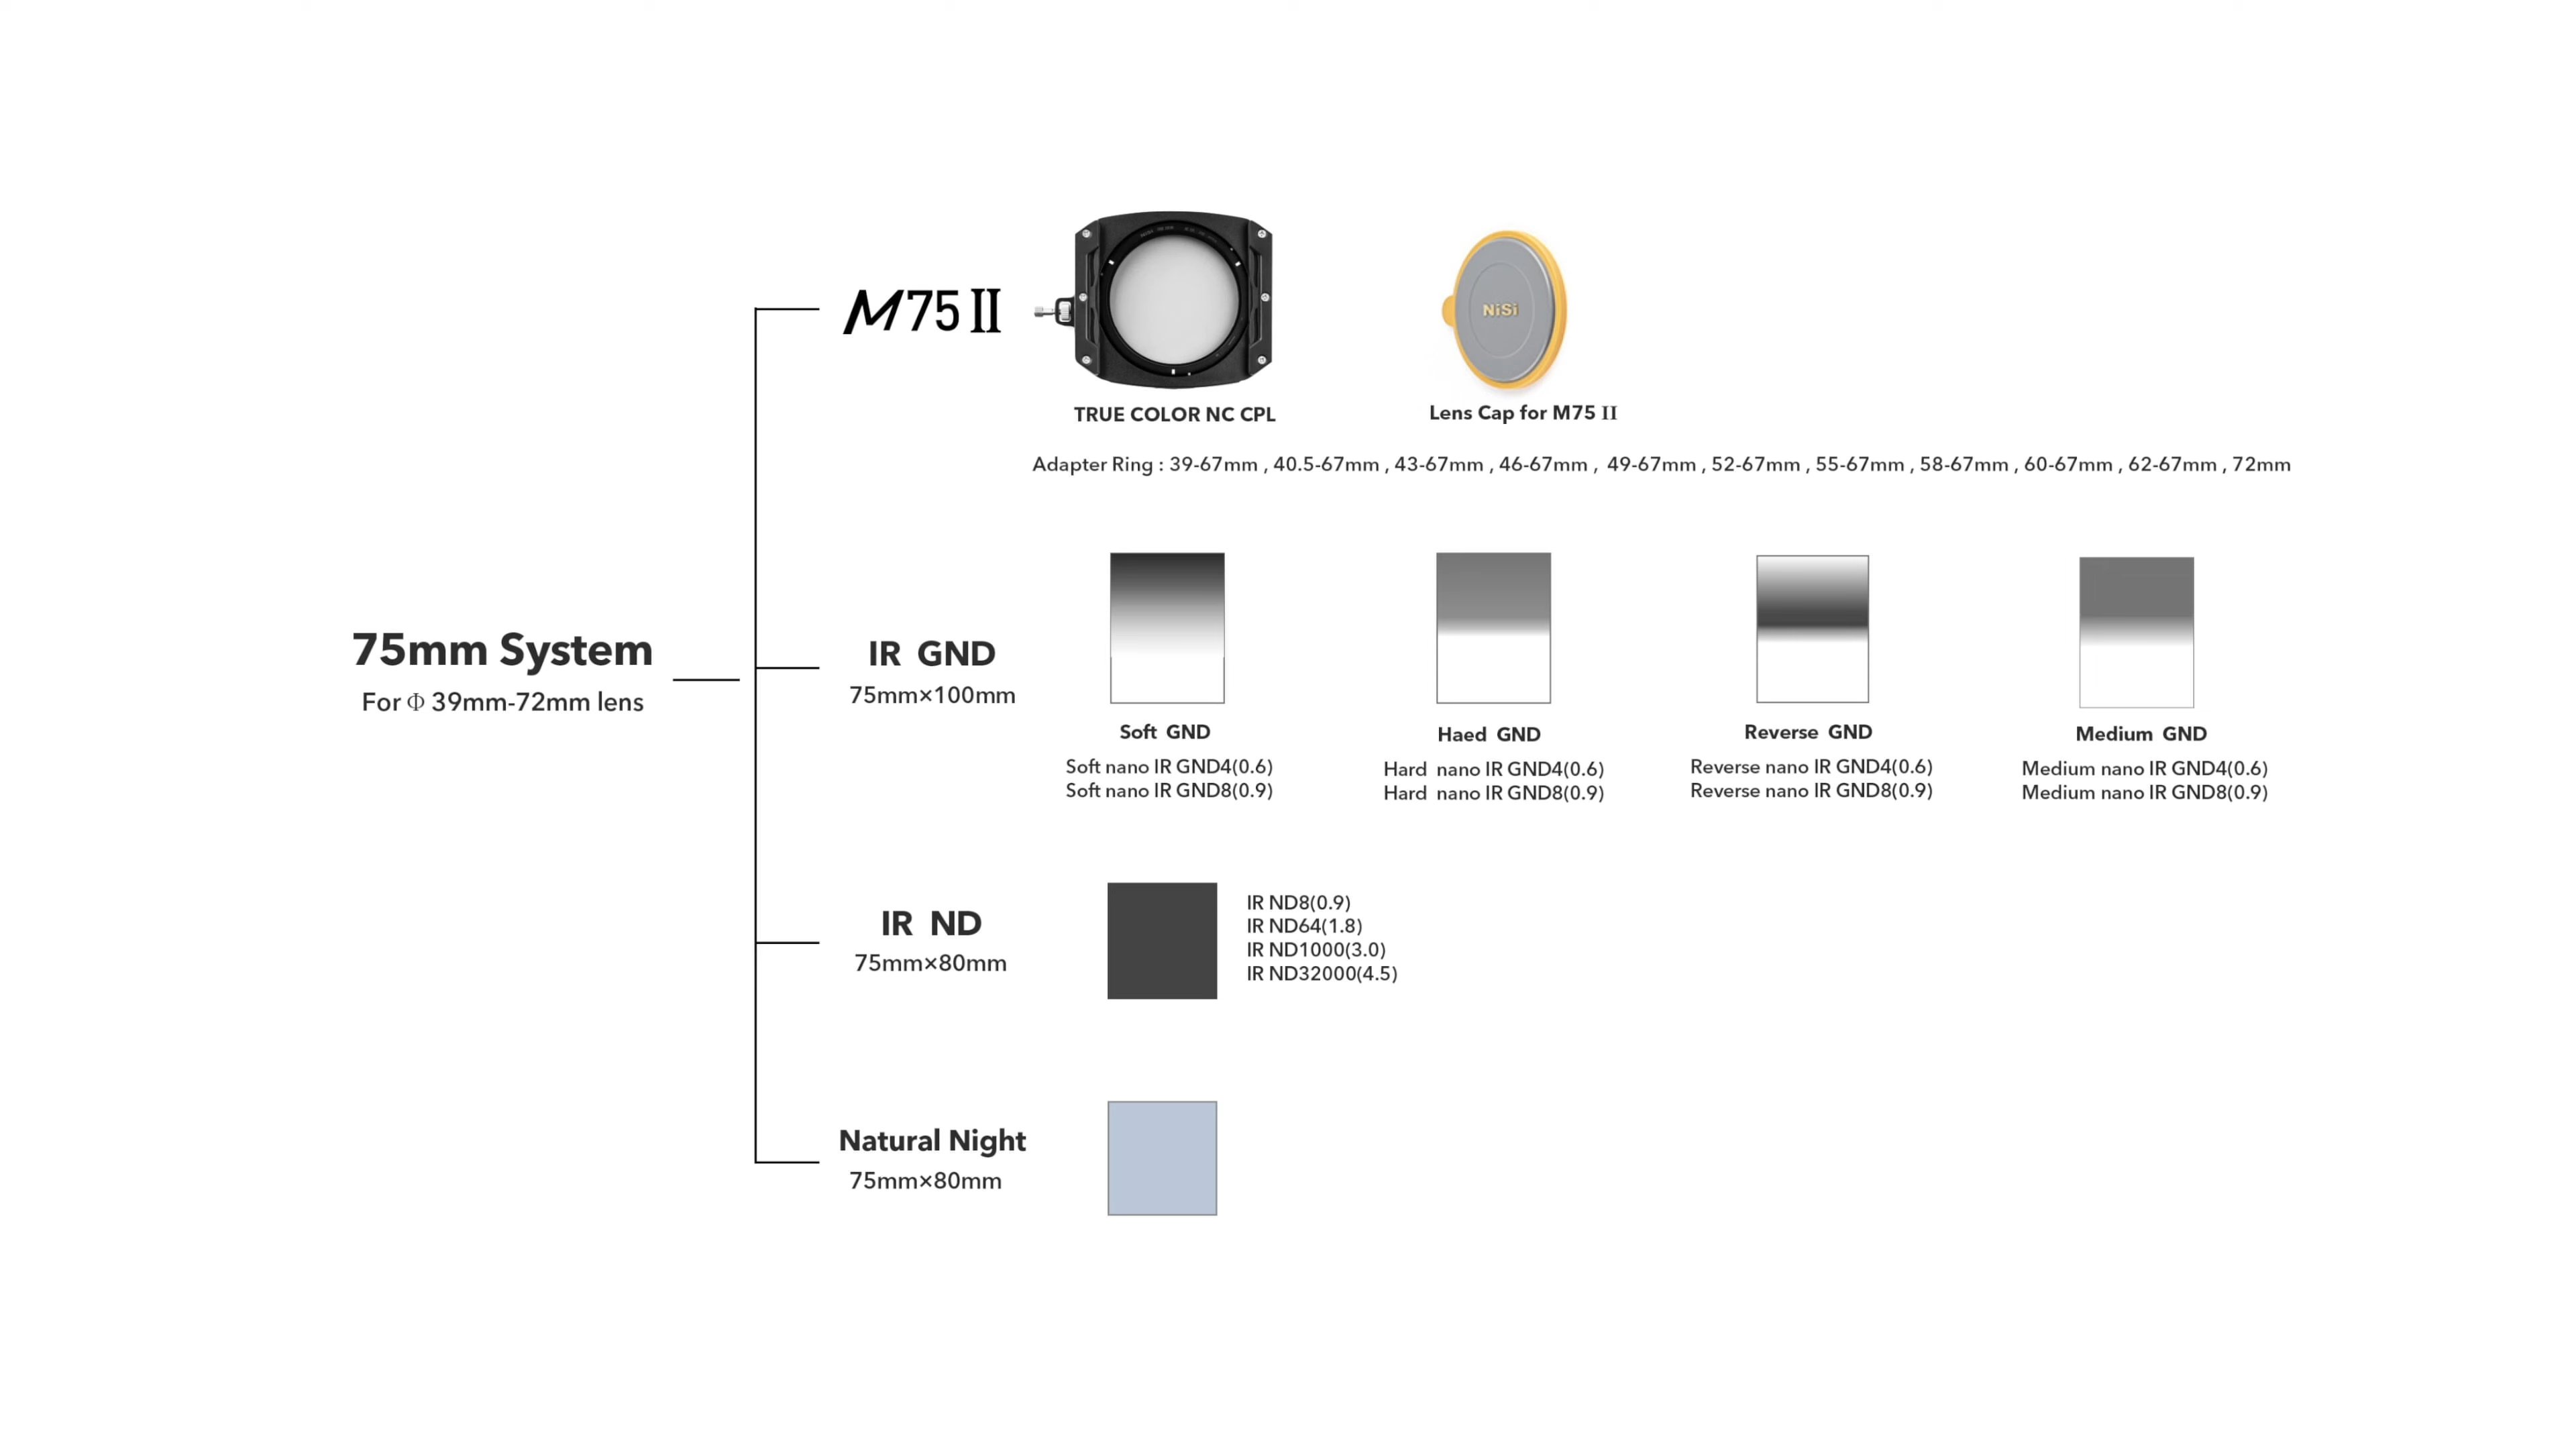 M75 II
NiSi
TRUE COLOR NC CPL
Lens Cap for M75 II
Adapter Ring : 39-67mm , 40.5-67mm , 43-67mm , 46-67mm , 49-67mm , 52-67mm , 55-67mm , 58-67mm , 60-67mm , 62-67mm , 72mm
75mm System
For Φ 39mm-72mm lens
IR GND
75mm×100mm
Soft GND
Soft nano IR GND4(0.6)
Soft nano IR GND8(0.9)
Haed GND
Hard nano IR GND4(0.6)
Hard nano IR GND8(0.9)
Reverse GND
Reverse nano IR GND4(0.6)
Reverse nano IR GND8(0.9)
Medium GND
Medium nano IR GND4(0.6)
Medium nano IR GND8(0.9)
IR ND
75mm×80mm
IR ND8(0.9)
IR ND64(1.8)
IR ND1000(3.0)
IR ND32000(4.5)
Natural Night
75mm×80mm